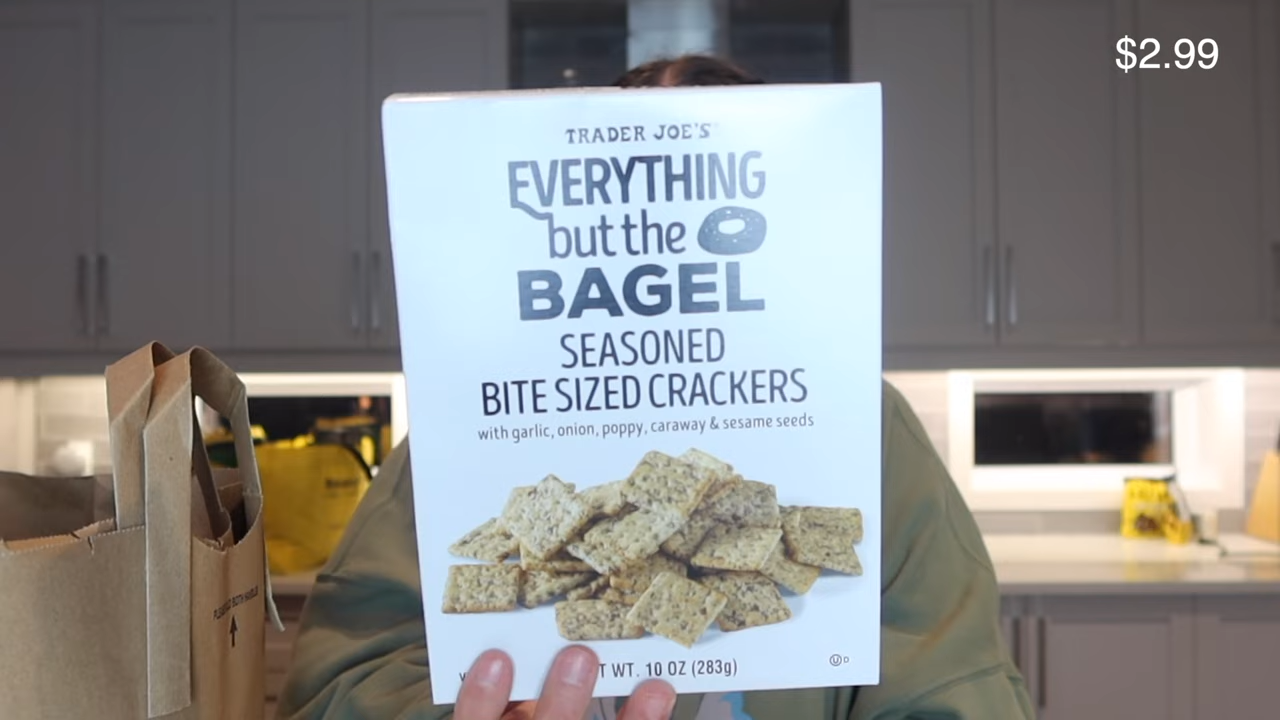 $2.99
TRADER JOE'S
EVERYTHING
but the
BAGEL
SEASONED
BITE SIZED CRACKERS
with garlic, onion, poppy, caraway & sesame seeds
T WT. 10 OZ (283g)
U D